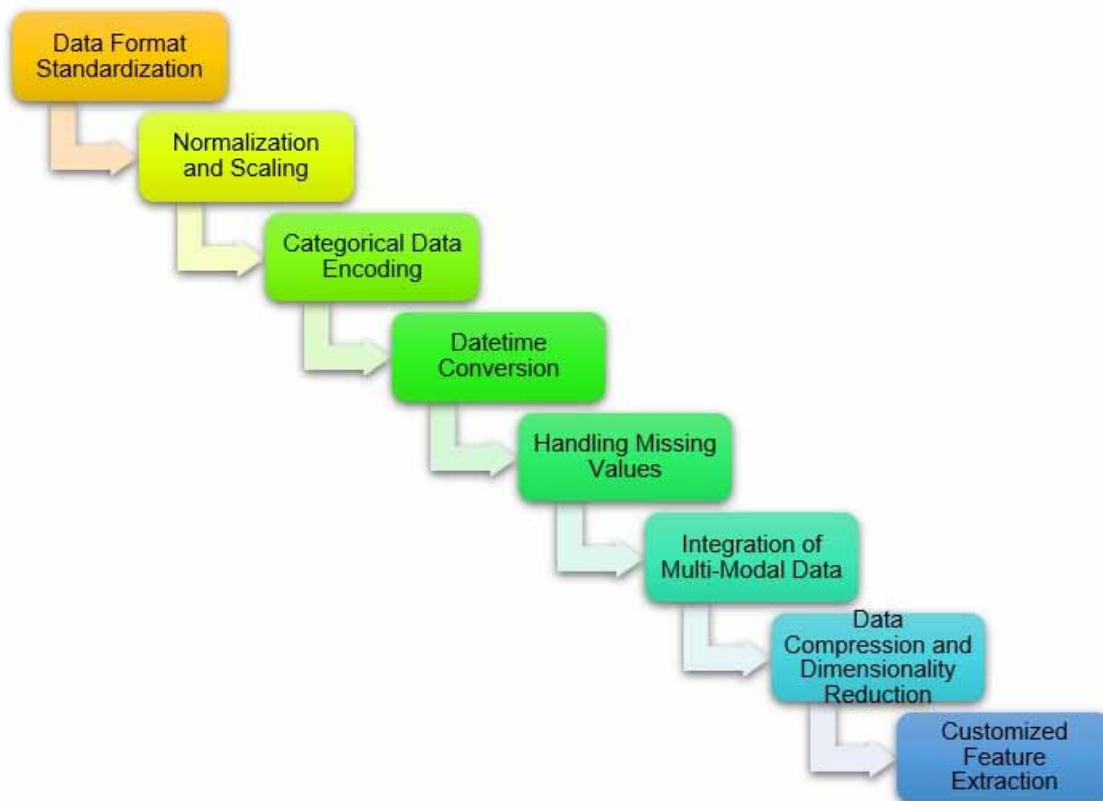 Data Format
Standardization
Normalization
and Scaling
Categorical Data
Encoding
Datetime
Conversion
Handling Missing
Values
Integration of
Multi-Modal Data
Data
Compression and
Dimensionality
Reduction
Customized
Feature
Extraction